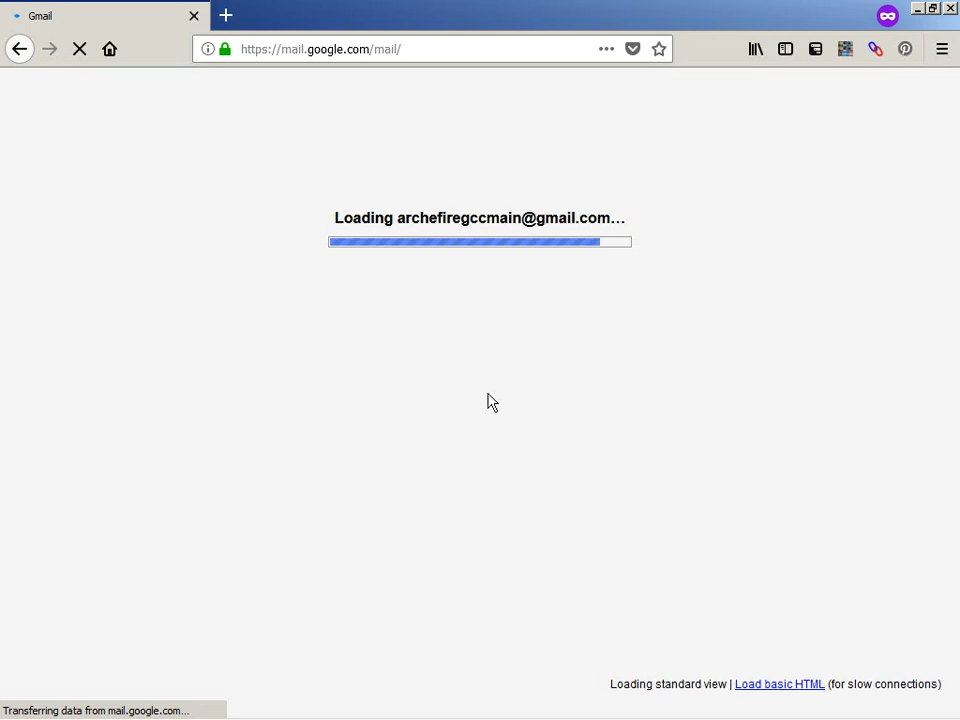 Gmail
https://mail.google.com/mail/
Loading archefiregccmain@gmail.com...
Loading standard view | Load basic HTML (for slow connections)
Transferring data from mail.google.com...